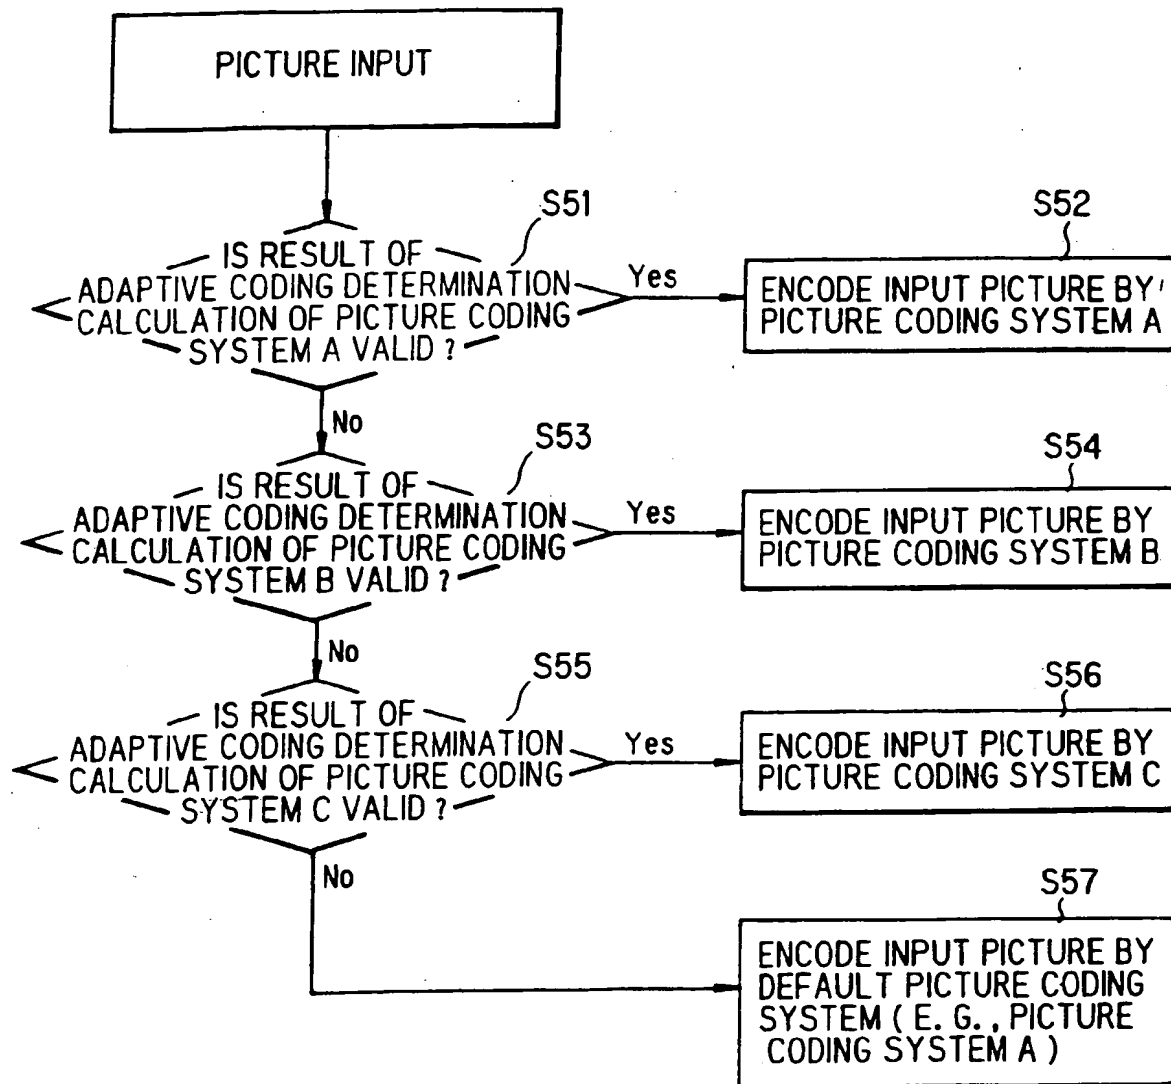 PICTURE INPUT
S51
IS RESULT OF
ADAPTIVE CODING DETERMINATION
CALCULATION OF PICTURE CODING
SYSTEM A VALID ?
Yes
S52
ENCODE INPUT PICTURE BY
PICTURE CODING SYSTEM A
No
S53
IS RESULT OF
ADAPTIVE CODING DETERMINATION
CALCULATION OF PICTURE CODING
SYSTEM B VALID ?
Yes
S54
ENCODE INPUT PICTURE BY
PICTURE CODING SYSTEM B
No
S55
IS RESULT OF
ADAPTIVE CODING DETERMINATION
CALCULATION OF PICTURE CODING
SYSTEM C VALID ?
Yes
S56
ENCODE INPUT PICTURE BY
PICTURE CODING SYSTEM C
No
S57
ENCODE INPUT PICTURE BY
DEFAULT PICTURE CODING
SYSTEM ( E. G. , PICTURE
CODING SYSTEM A )